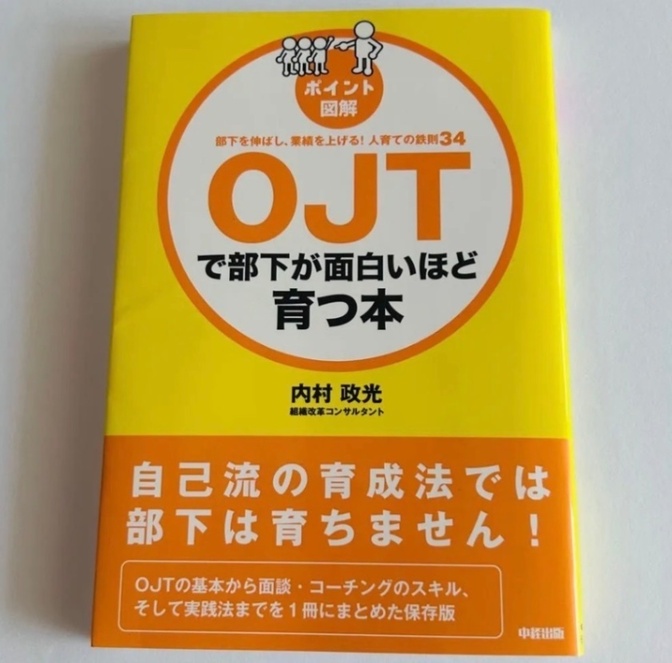 ポイント
図解
部下を伸ばし、業績を上げる! 人育ての鉄則34
OJT
で部下が面白いほど
育つ本
内村 政光
組織改革コンサルタント
自己流の育成法では
部下は育ちません!
OJTの基本から面談・コーチングのスキル、
そして実践法までを1冊にまとめた保存版
中経出版